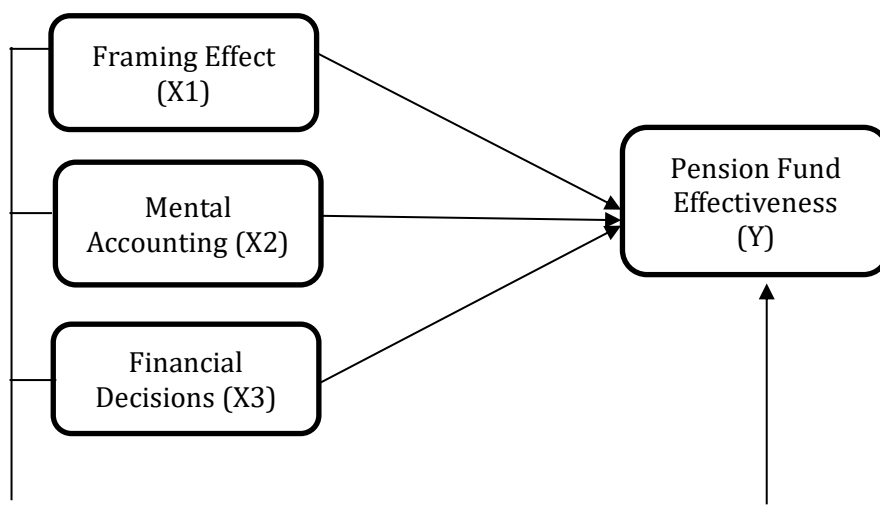 Framing Effect
(X1)
Mental
Accounting (X2)
Financial
Decisions (X3)
Pension Fund
Effectiveness
(Y)